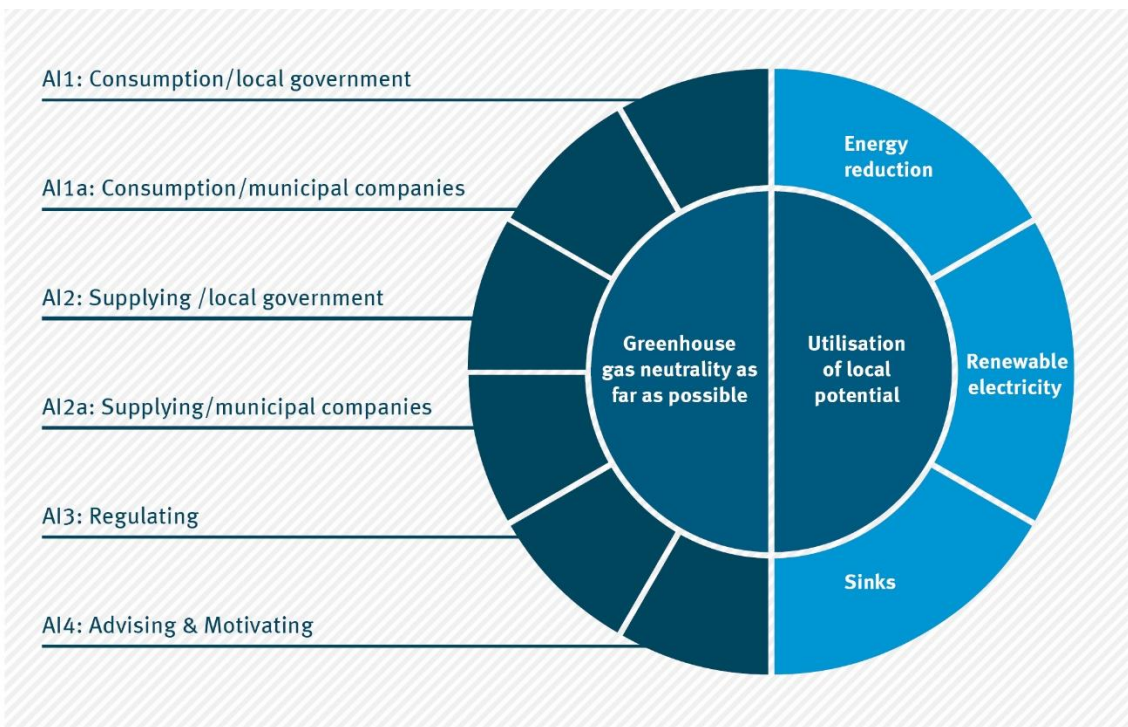 AI1: Consumption/local government
AI1a: Consumption/municipal companies
AI2: Supplying /local government
AI2a: Supplying/municipal companies
AI3: Regulating
AI4: Advising & Motivating
Greenhouse
gas neutrality as
far as possible
Utilisation
of local
potential
Energy
reduction
Renewable
electricity
Sinks